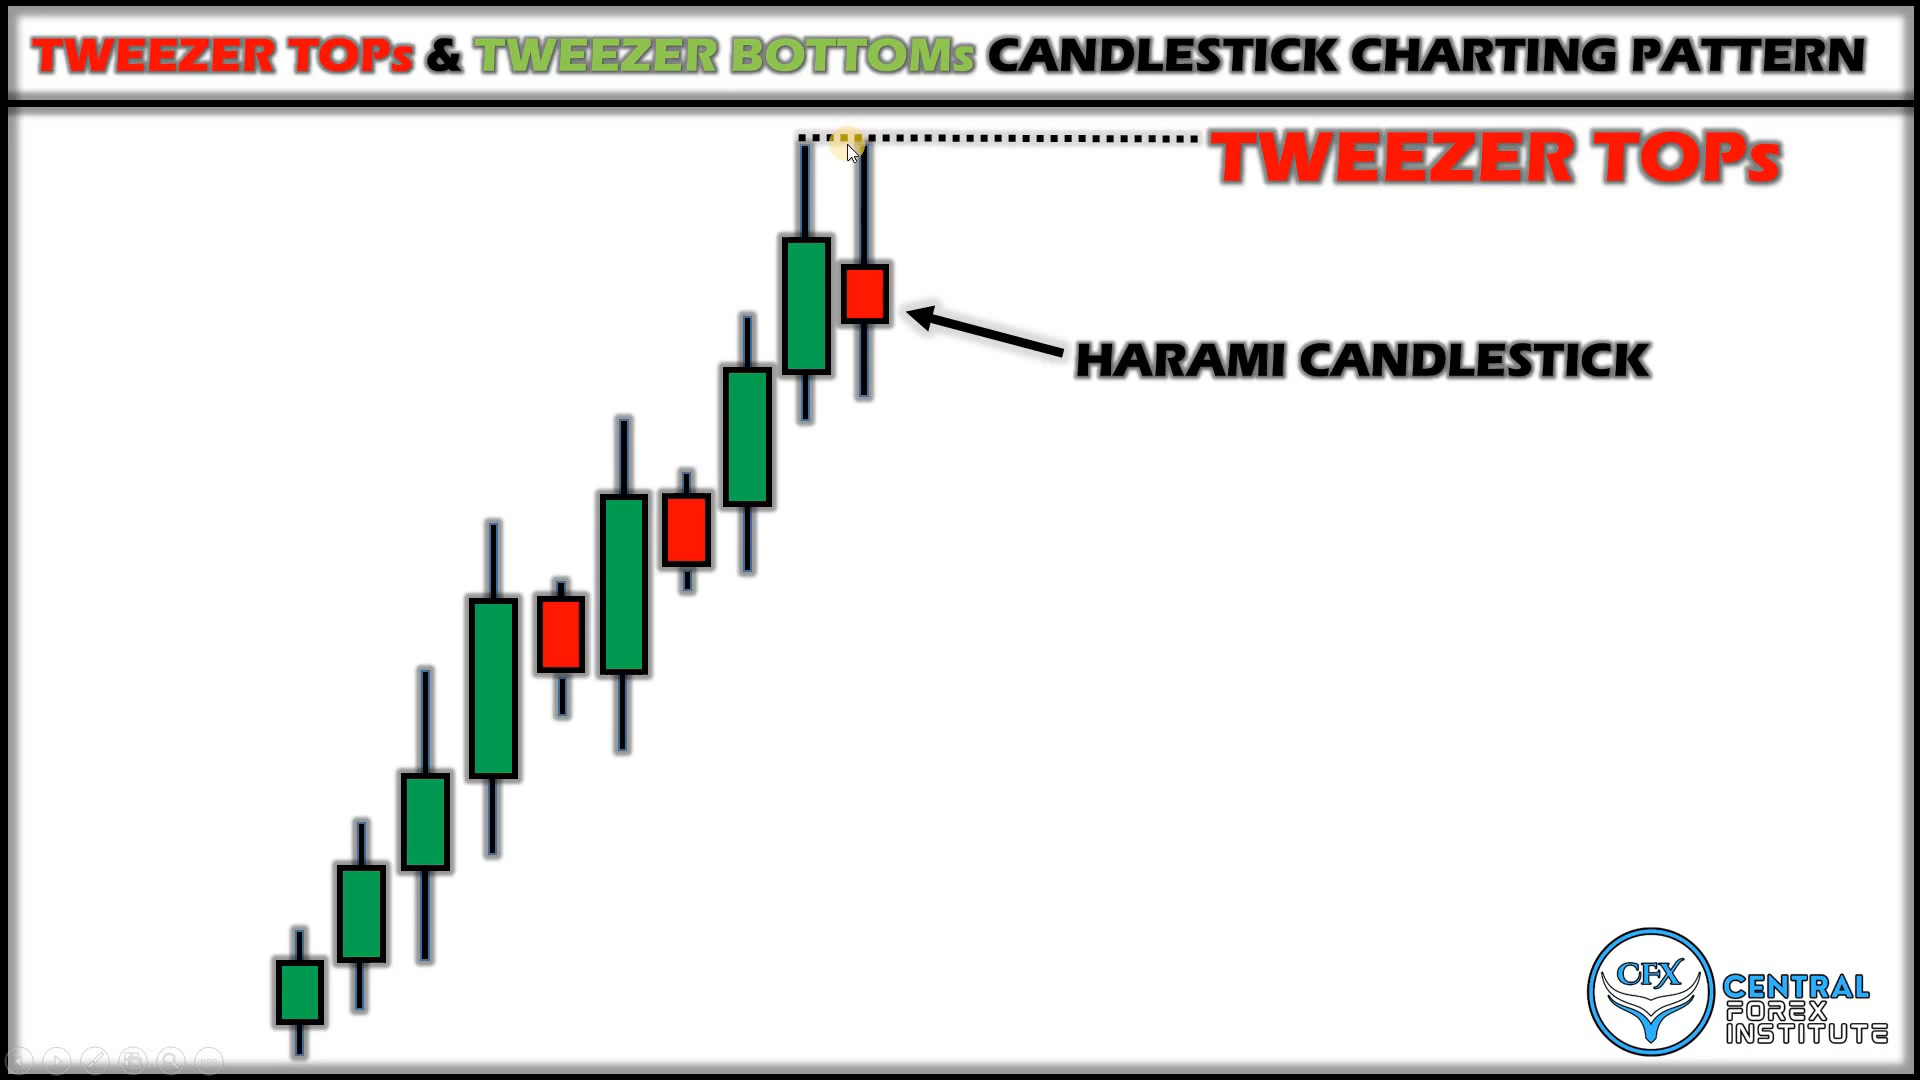 TWEEZER TOPs & TWEEZER BOTTOMs CANDLESTICK CHARTING PATTERN
TWEEZER TOPs
HARAMI CANDLESTICK
CFX
CENTRAL
FOREX
INSTITUTE